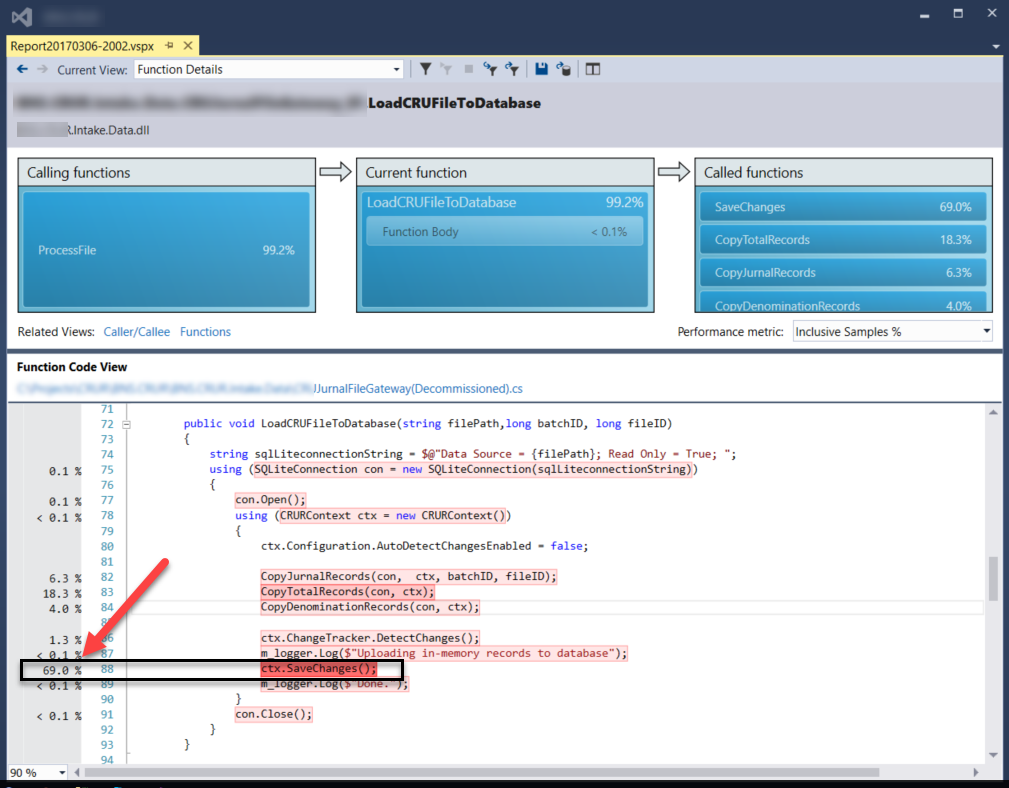 Report20170306-2002.vspx
Current View: Function Details
.LoadCRUFileToDatabase
R.Intake.Data.dll
Calling functions
Current function
Called functions
ProcessFile 99.2%
LoadCRUFileToDatabase 99.2%
Function Body < 0.1%
SaveChanges 69.0%
CopyTotalRecords 18.3%
CopyJurnalRecords 6.3%
CopyDenominationRecords 4.0%
Related Views: Caller/Callee Functions
Performance metric: Inclusive Samples %
Function Code View
\JurnalFileGateway(Decommissioned).cs
71
72 public void LoadCRUFileToDatabase(string filePath,long batchID, long fileID)
73 {
74 string sqlLiteconnectionString = $@"Data Source = {filePath}; Read Only = True; ";
0.1 % 75 using (SQLiteConnection con = new SQLiteConnection(sqlLiteconnectionString))
76 {
0.1 % 77 con.Open();
< 0.1 % 78 using (CRURContext ctx = new CRURContext())
79 {
80 ctx.Configuration.AutoDetectChangesEnabled = false;
81
6.3 % 82 CopyJurnalRecords(con, ctx, batchID, fileID);
18.3 % 83 CopyTotalRecords(con, ctx);
4.0 % 84 CopyDenominationRecords(con, ctx);
85
1.3 % 86 ctx.ChangeTracker.DetectChanges();
< 0.1 % 87 m_logger.Log($"Uploading in-memory records to database");
69.0 % 88 ctx.SaveChanges();
< 0.1 % 89 m_logger.Log($"Done.");
90 }
< 0.1 % 91 con.Close();
92 }
93 }
94
90 %